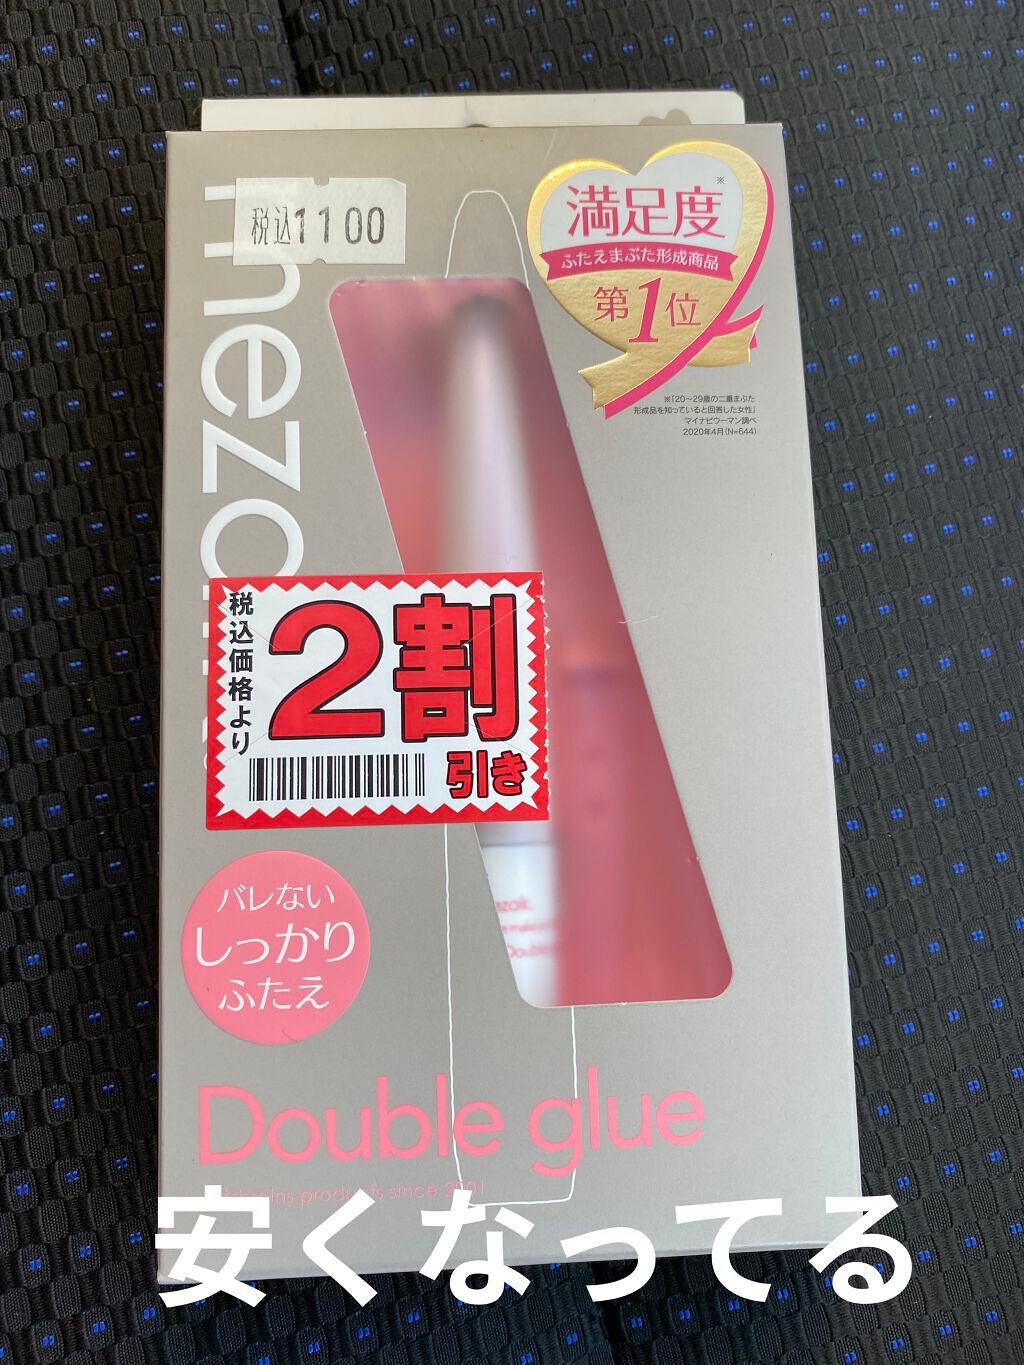 税込1100
満足度※
ふたえまぶた形成商品
第1位
※「20〜29歳の二重まぶた
形成品を知っていると回答した女性」
マイナビウーマン調べ
2020年4月(N=644)
税込価格より
2割
引き
バレない
しっかり
ふたえ
Double glue
products since 2001
安くなってる